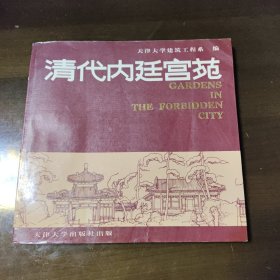 天津大学建筑工程系 编
清代内廷宫苑
GARDENS
IN
THE FORBIDDEN
CITY
天津大学出版社出版